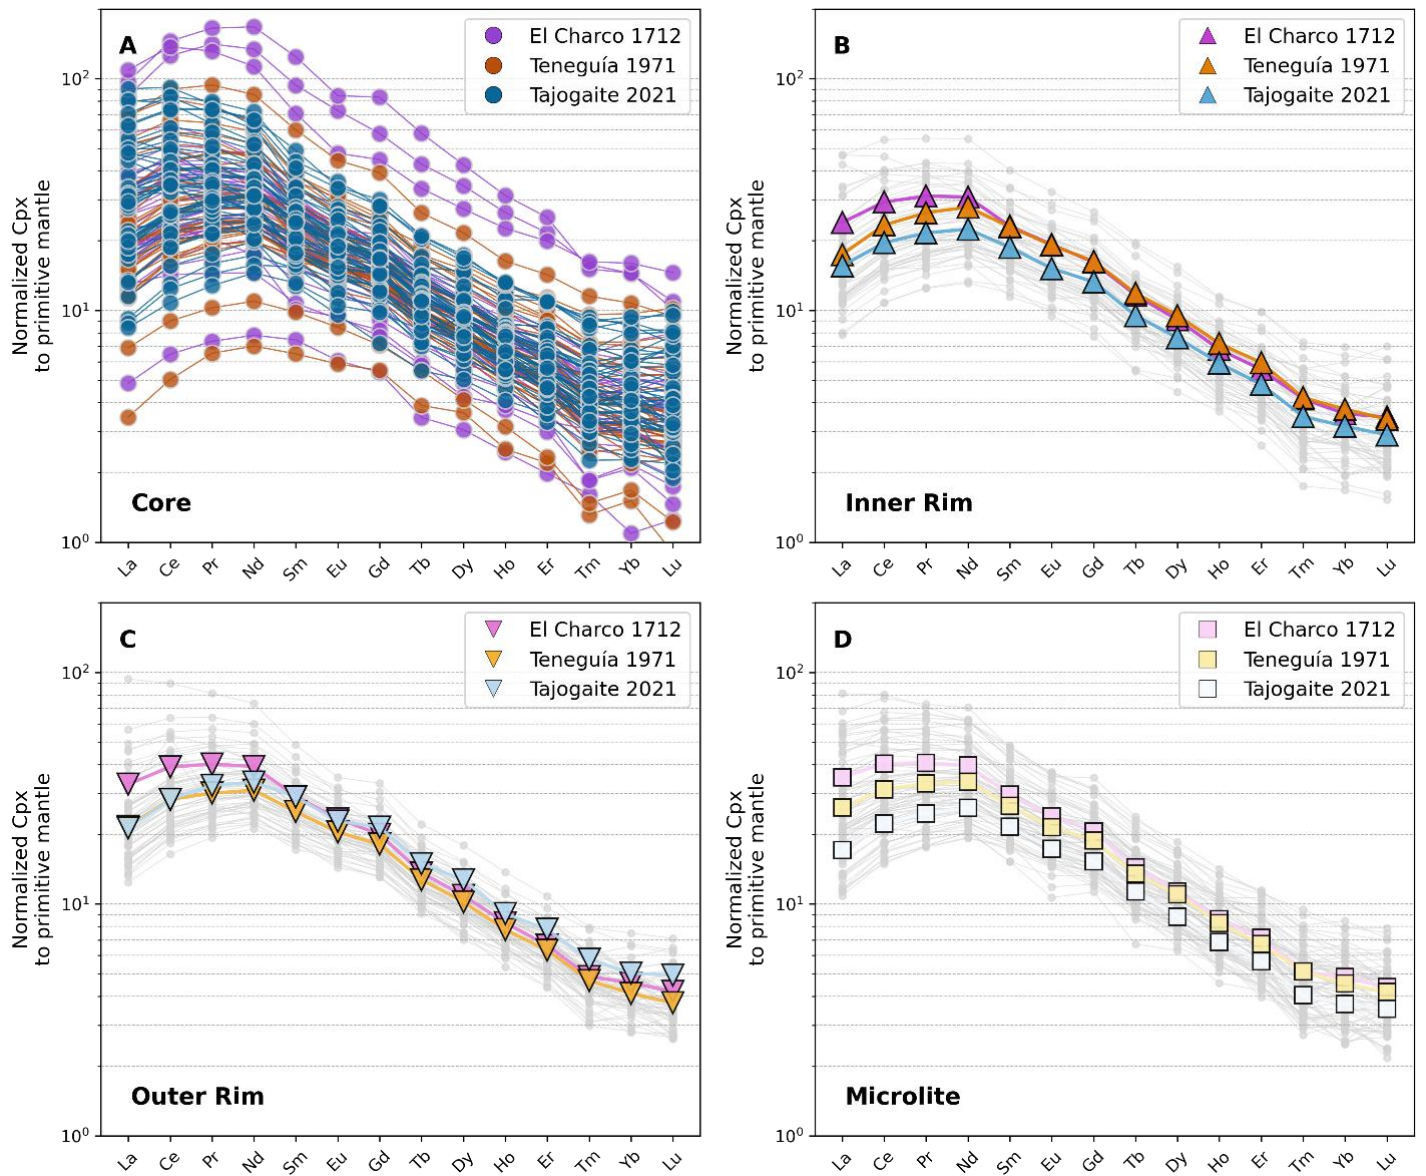 A
El Charco 1712
Teneguía 1971
Tajogaite 2021
Normalized Cpx
to primitive mantle
10²
10¹
10⁰
Core
La Ce Pr Nd Sm Eu Gd Tb Dy Ho Er Tm Yb Lu
B
El Charco 1712
Teneguía 1971
Tajogaite 2021
Normalized Cpx
to primitive mantle
10²
10¹
10⁰
Inner Rim
La Ce Pr Nd Sm Eu Gd Tb Dy Ho Er Tm Yb Lu
C
El Charco 1712
Teneguía 1971
Tajogaite 2021
Normalized Cpx
to primitive mantle
10²
10¹
10⁰
Outer Rim
La Ce Pr Nd Sm Eu Gd Tb Dy Ho Er Tm Yb Lu
D
El Charco 1712
Teneguía 1971
Tajogaite 2021
Normalized Cpx
to primitive mantle
10²
10¹
10⁰
Microlite
La Ce Pr Nd Sm Eu Gd Tb Dy Ho Er Tm Yb Lu